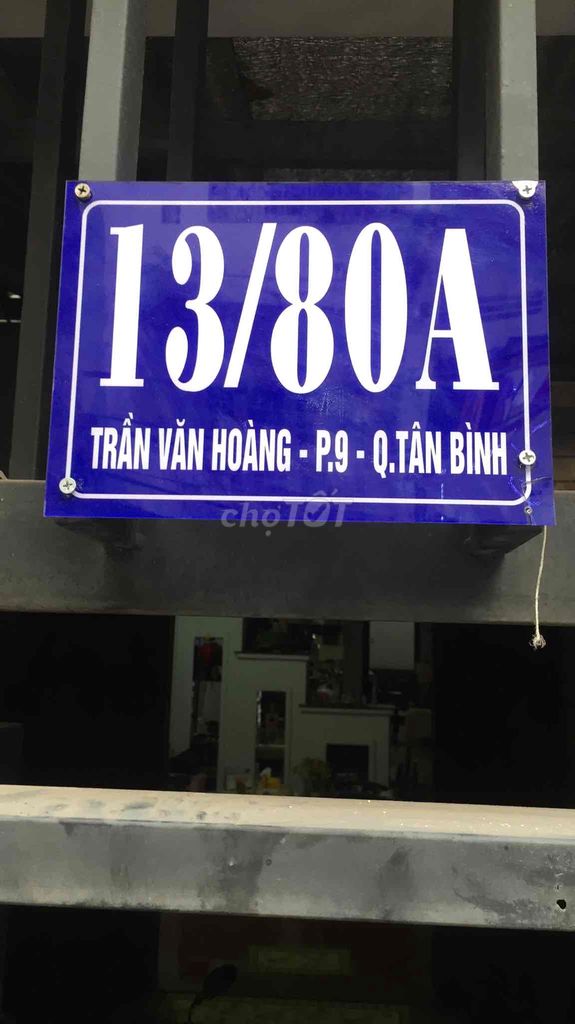 13/80A
TRẦN VĂN HOÀNG - P.9 - Q.TÂN BÌNH
chợTỐT